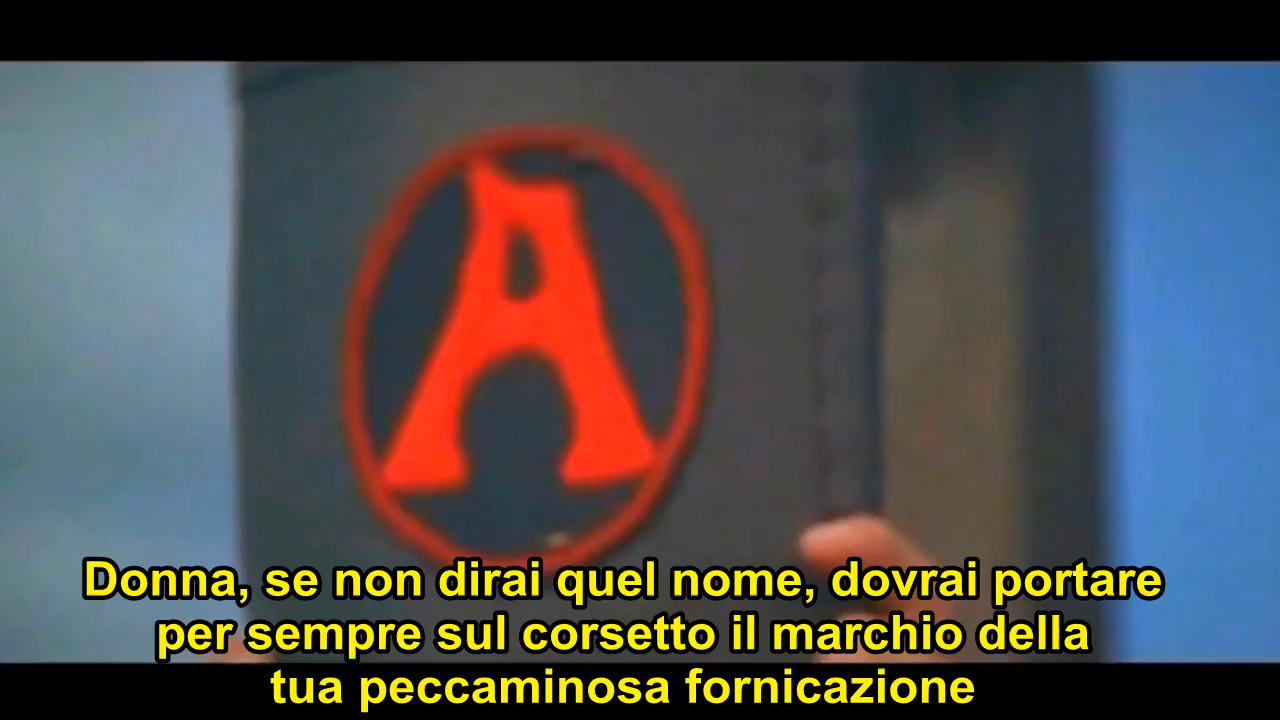 A
Donna, se non dirai quel nome, dovrai portare
per sempre sul corsetto il marchio della
tua peccaminosa fornicazione